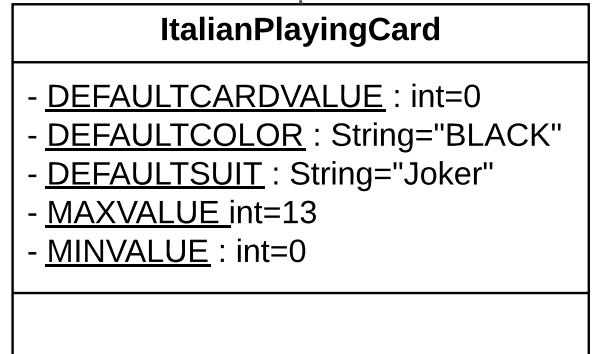 ItalianPlayingCard
- DEFAULTCARDVALUE : int=0
- DEFAULTCOLOR : String="BLACK"
- DEFAULTSUIT : String="Joker"
- MAXVALUE int=13
- MINVALUE : int=0